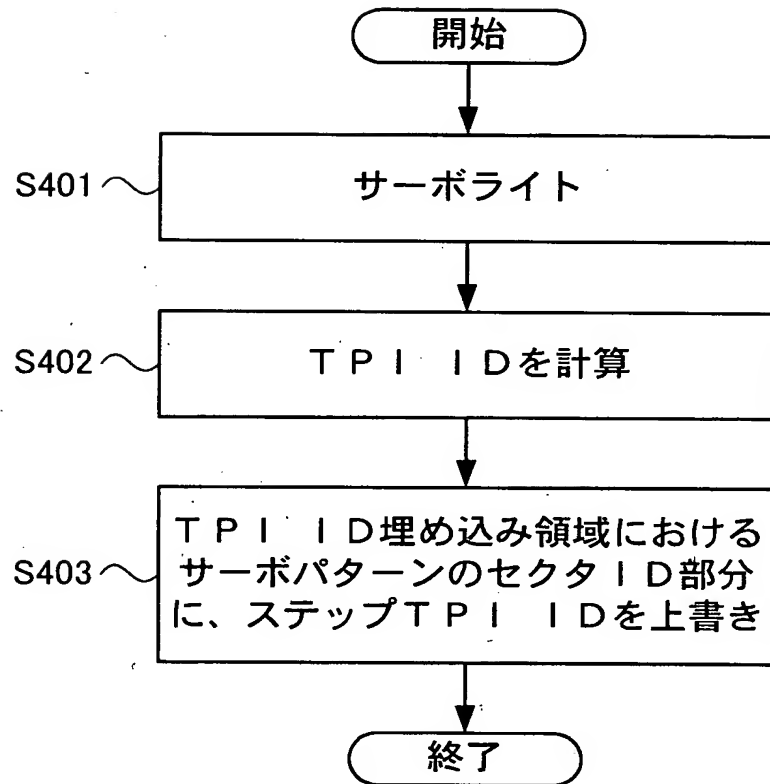 開始
S401
サーボライト
S402
ＴＰＩ ＩＤを計算
S403
ＴＰＩ ＩＤ埋め込み領域における
サーボパターンのセクタＩＤ部分
に、ステップＴＰＩ ＩＤを上書き
終了